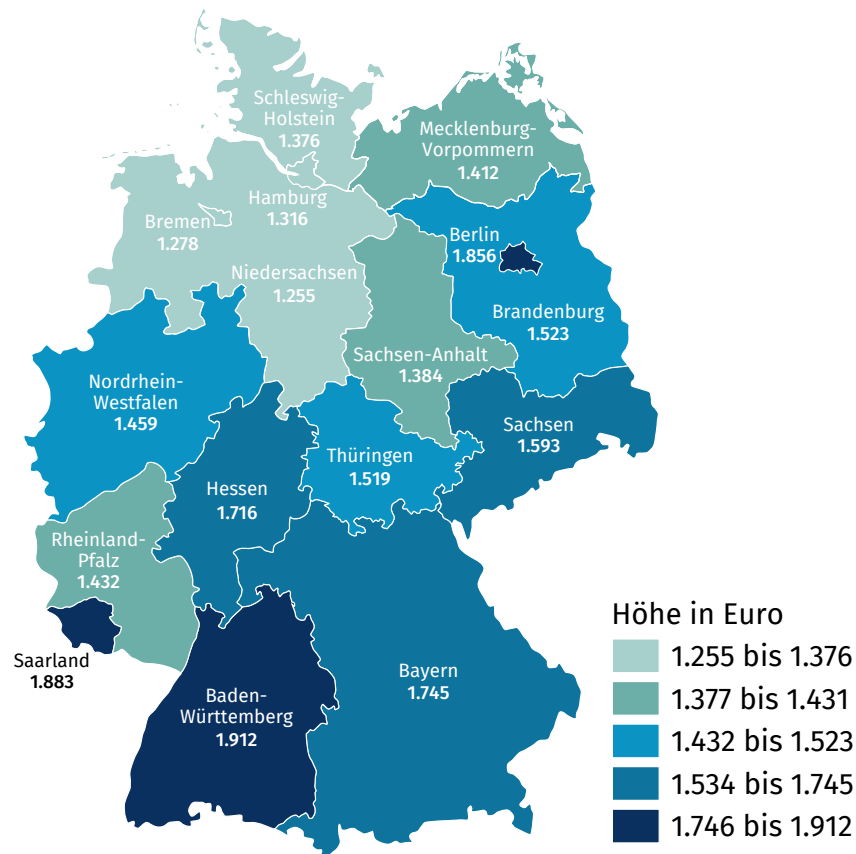 Schleswig-
Holstein
1.376
Mecklenburg-
Vorpommern
1.412
Hamburg
1.316
Bremen
1.278
Berlin
1.856
Niedersachsen
1.255
Brandenburg
1.523
Sachsen-Anhalt
1.384
Nordrhein-
Westfalen
1.459
Sachsen
1.593
Thüringen
1.519
Hessen
1.716
Rheinland-
Pfalz
1.432
Saarland
1.883
Bayern
1.745
Baden-
Württemberg
1.912
Höhe in Euro
1.255 bis 1.376
1.377 bis 1.431
1.432 bis 1.523
1.534 bis 1.745
1.746 bis 1.912